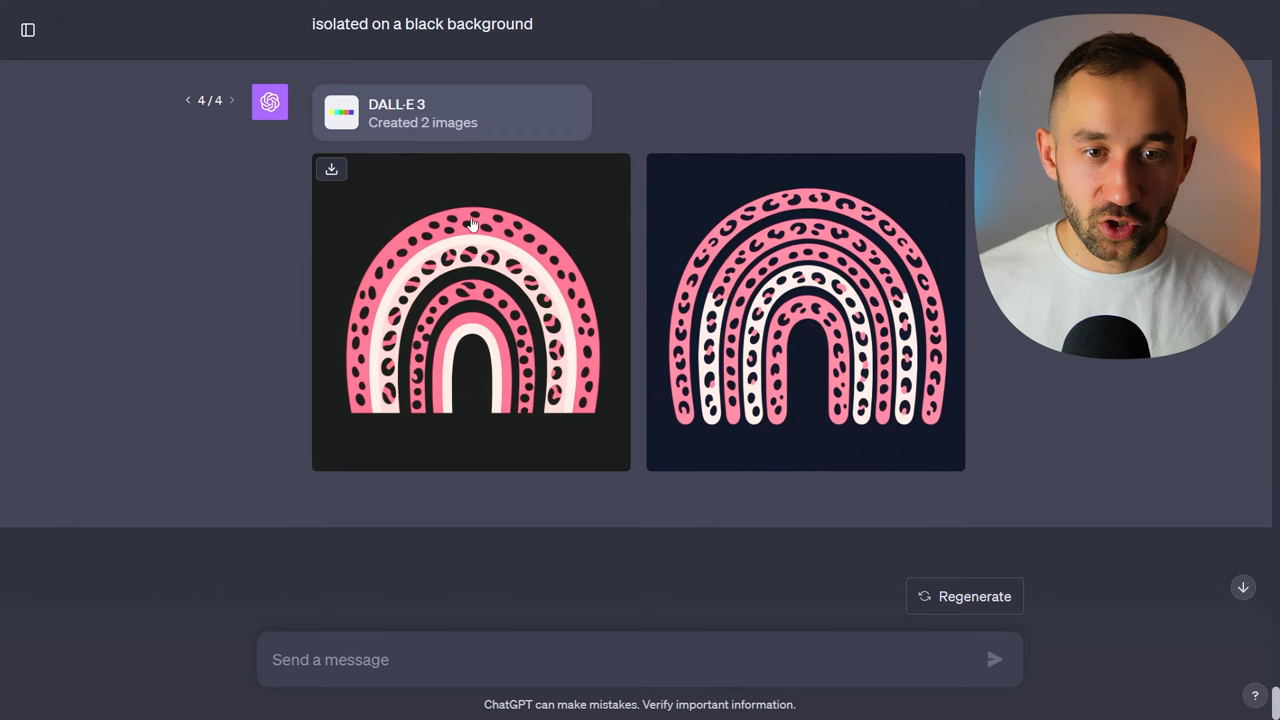 isolated on a black background
4 / 4
DALL·E 3
Created 2 images
Regenerate
Send a message
ChatGPT can make mistakes. Verify important information.
?